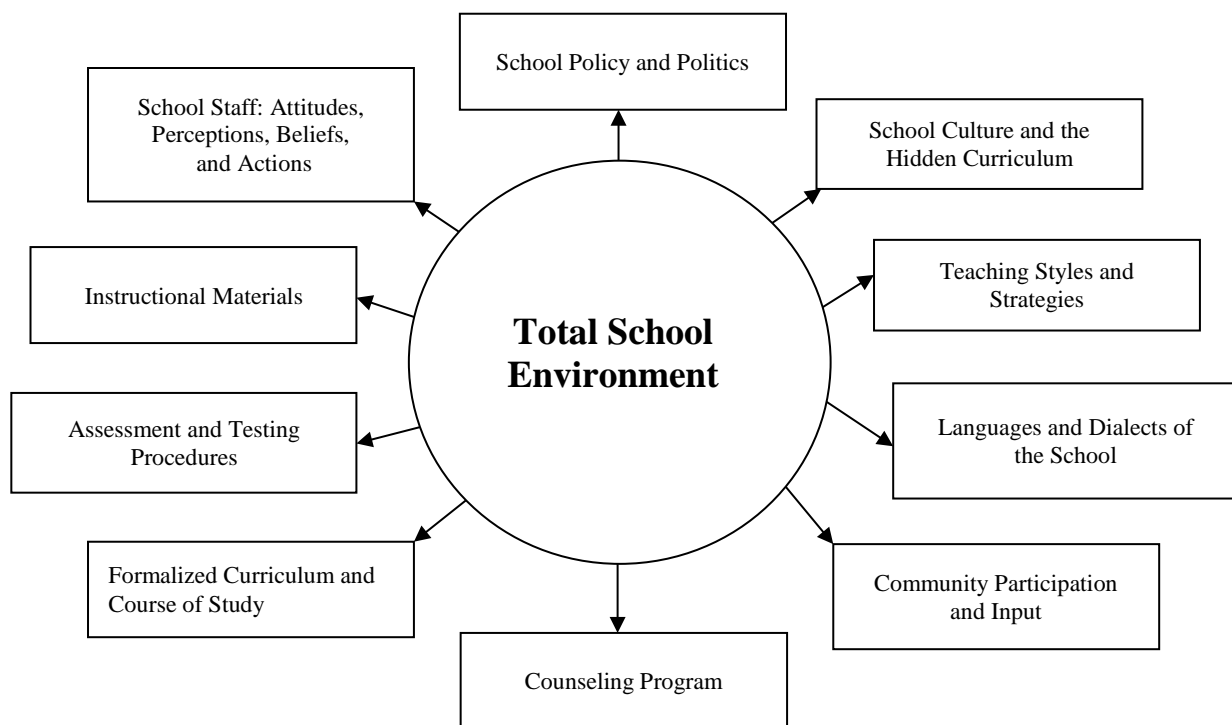 School Policy and Politics
School Staff: Attitudes,
Perceptions, Beliefs,
and Actions
School Culture and the
Hidden Curriculum
Instructional Materials
Teaching Styles and
Strategies
Total School
Environment
Assessment and Testing
Procedures
Languages and Dialects of
the School
Formalized Curriculum and
Course of Study
Community Participation
and Input
Counseling Program